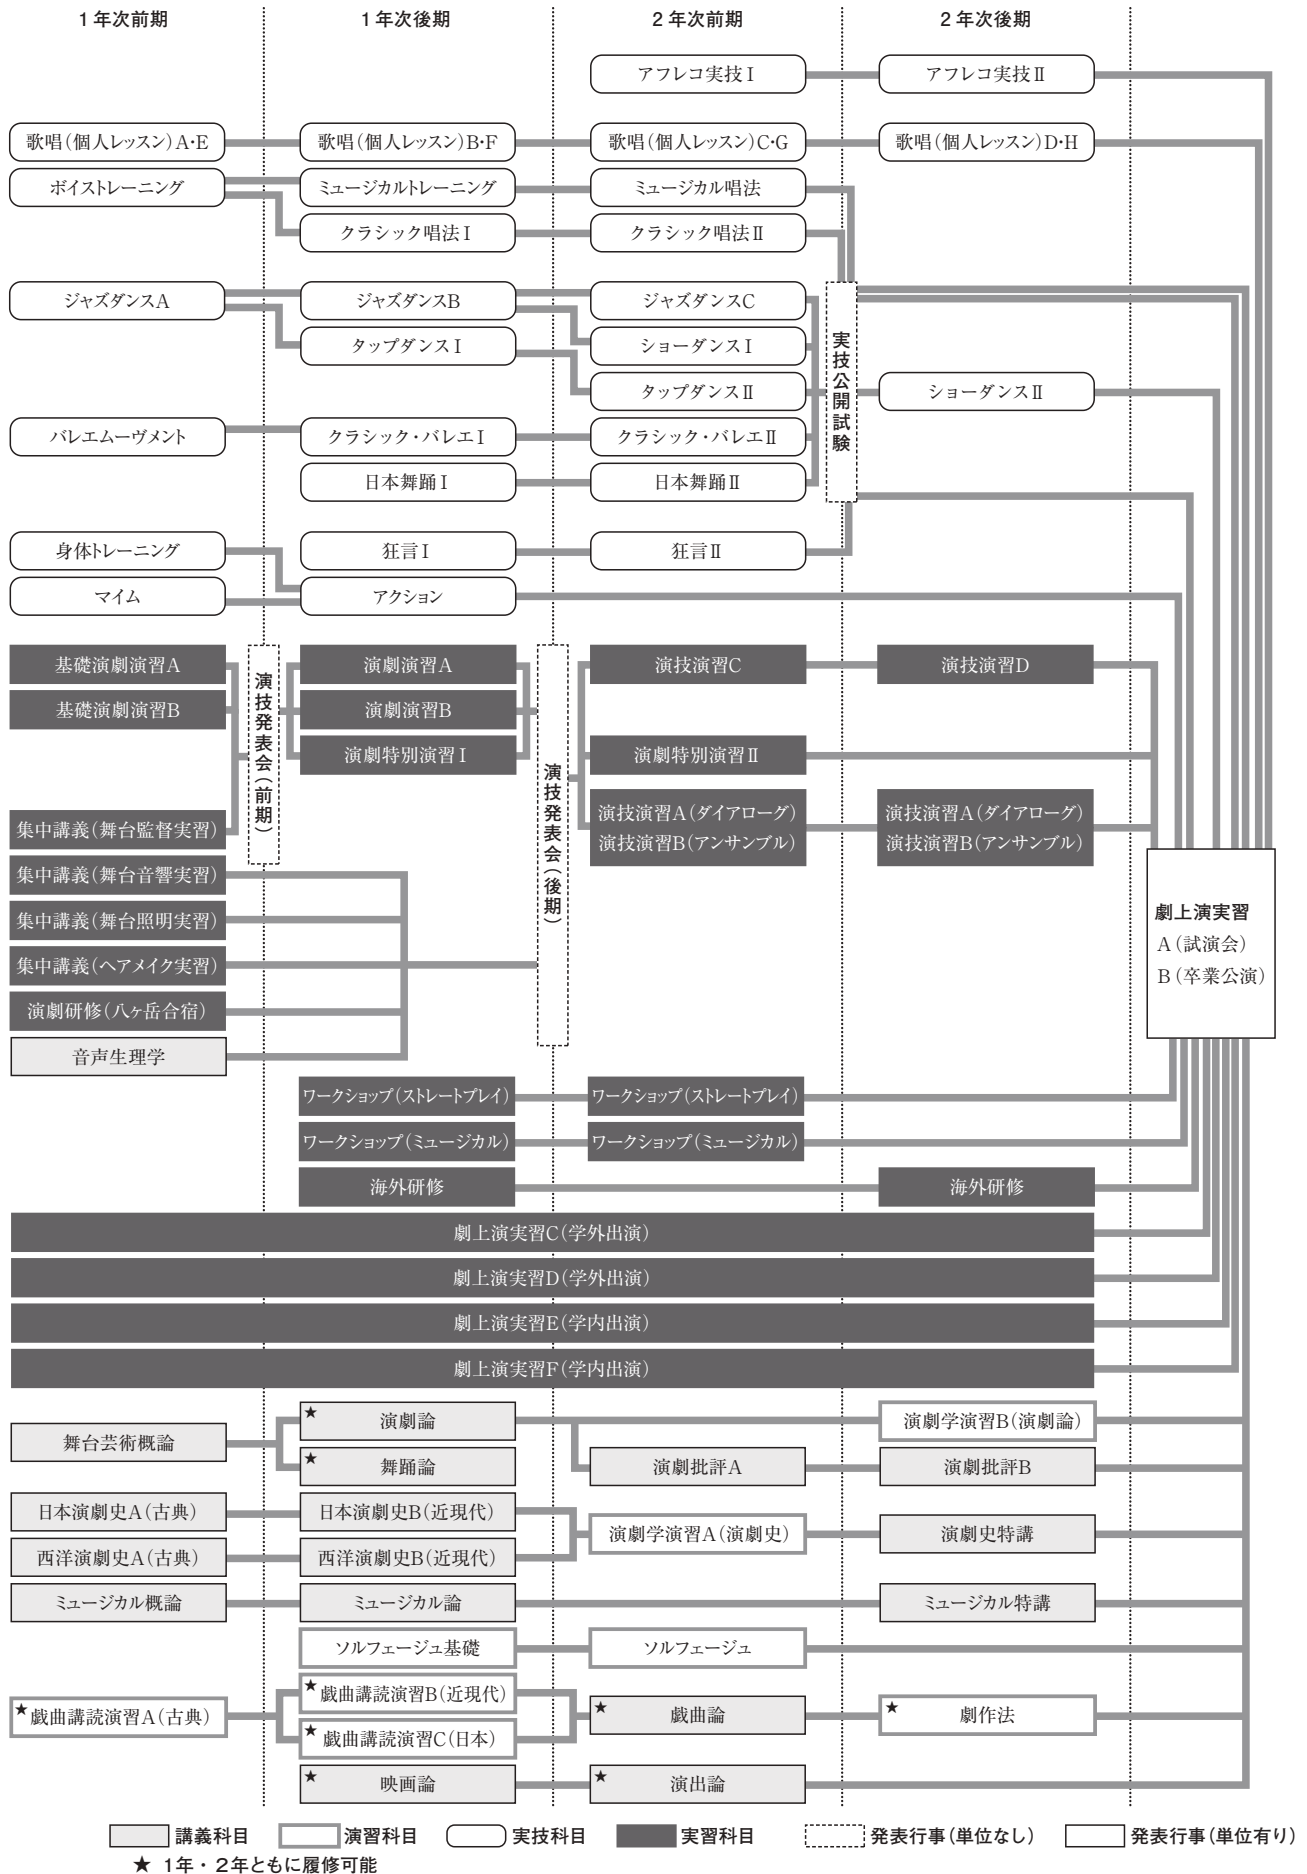 1年次前期
1年次後期
2年次前期
2年次後期
アフレコ実技Ⅰ
アフレコ実技Ⅱ
歌唱(個人レッスン)A・E
歌唱(個人レッスン)B・F
歌唱(個人レッスン)C・G
歌唱(個人レッスン)D・H
ボイストレーニング
ミュージカルトレーニング
ミュージカル唱法
クラシック唱法Ⅰ
クラシック唱法Ⅱ
ジャズダンスA
ジャズダンスB
ジャズダンスC
タップダンスⅠ
ショーダンスⅠ
タップダンスⅡ
実技公開試験
ショーダンスⅡ
バレエムーヴメント
クラシック・バレエⅠ
クラシック・バレエⅡ
日本舞踊Ⅰ
日本舞踊Ⅱ
身体トレーニング
狂言Ⅰ
狂言Ⅱ
マイム
アクション
基礎演劇演習A
演技発表会(前期)
演劇演習A
演技発表会(後期)
演技演習C
演技演習D
基礎演劇演習B
演劇演習B
演劇特別演習Ⅰ
演劇特別演習Ⅱ
集中講義(舞台監督実習)
演技演習A(ダイアローグ)
演技演習B(アンサンブル)
演技演習A(ダイアローグ)
演技演習B(アンサンブル)
集中講義(舞台音響実習)
集中講義(舞台照明実習)
集中講義(ヘアメイク実習)
演劇研修(八ヶ岳合宿)
音声生理学
劇上演実習
A(試演会)
B(卒業公演)
ワークショップ(ストレートプレイ)
ワークショップ(ストレートプレイ)
ワークショップ(ミュージカル)
ワークショップ(ミュージカル)
海外研修
海外研修
劇上演実習C(学外出演)
劇上演実習D(学外出演)
劇上演実習E(学内出演)
劇上演実習F(学内出演)
舞台芸術概論
★ 演劇論
演劇学演習B(演劇論)
★ 舞踊論
演劇批評A
演劇批評B
日本演劇史A(古典)
日本演劇史B(近現代)
演劇学演習A(演劇史)
演劇史特講
西洋演劇史A(古典)
西洋演劇史B(近現代)
ミュージカル概論
ミュージカル論
ミュージカル特講
ソルフェージュ基礎
ソルフェージュ
★戯曲講読演習A(古典)
★戯曲講読演習B(近現代)
★戯曲講読演習C(日本)
★ 戯曲論
★ 劇作法
★ 映画論
★ 演出論
講義科目
演習科目
実技科目
実習科目
発表行事(単位なし)
発表行事(単位有り)
★ 1年・2年ともに履修可能